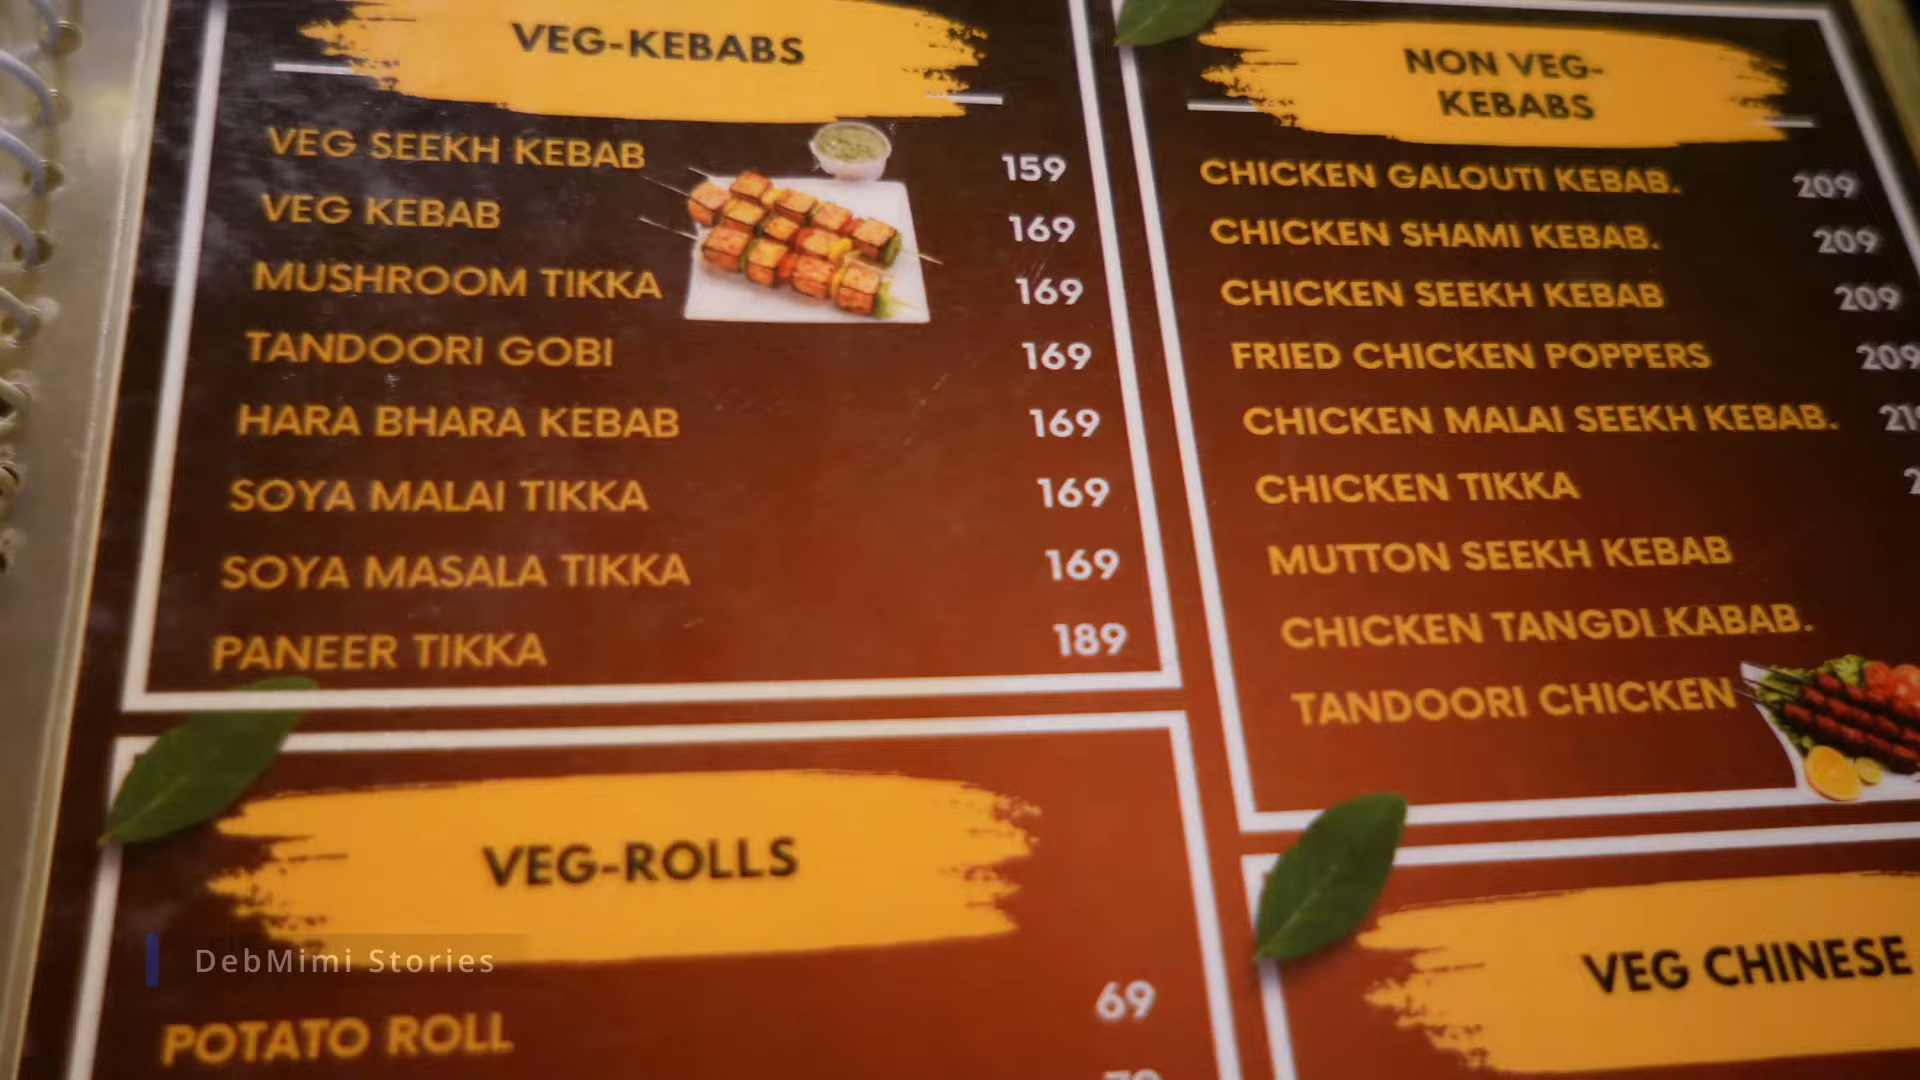 VEG-KEBABS
VEG SEEKH KEBAB 159
VEG KEBAB 169
MUSHROOM TIKKA 169
TANDOORI GOBI 169
HARA BHARA KEBAB 169
SOYA MALAI TIKKA 169
SOYA MASALA TIKKA 169
PANEER TIKKA 189
NON VEG-
KEBABS
CHICKEN GALOUTI KEBAB. 209
CHICKEN SHAMI KEBAB. 209
CHICKEN SEEKH KEBAB 209
FRIED CHICKEN POPPERS 209
CHICKEN MALAI SEEKH KEBAB.
CHICKEN TIKKA
MUTTON SEEKH KEBAB
CHICKEN TANGDI KABAB.
TANDOORI CHICKEN
VEG-ROLLS
POTATO ROLL 69
VEG CHINESE
DebMimi Stories